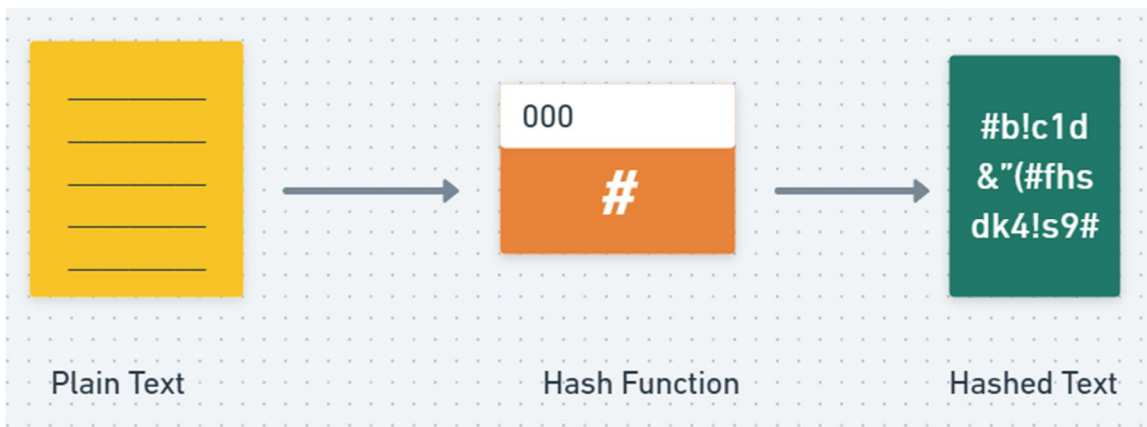 000
#
#b!c1d
&”(#fhs
dk4!s9#
Plain Text
Hash Function
Hashed Text